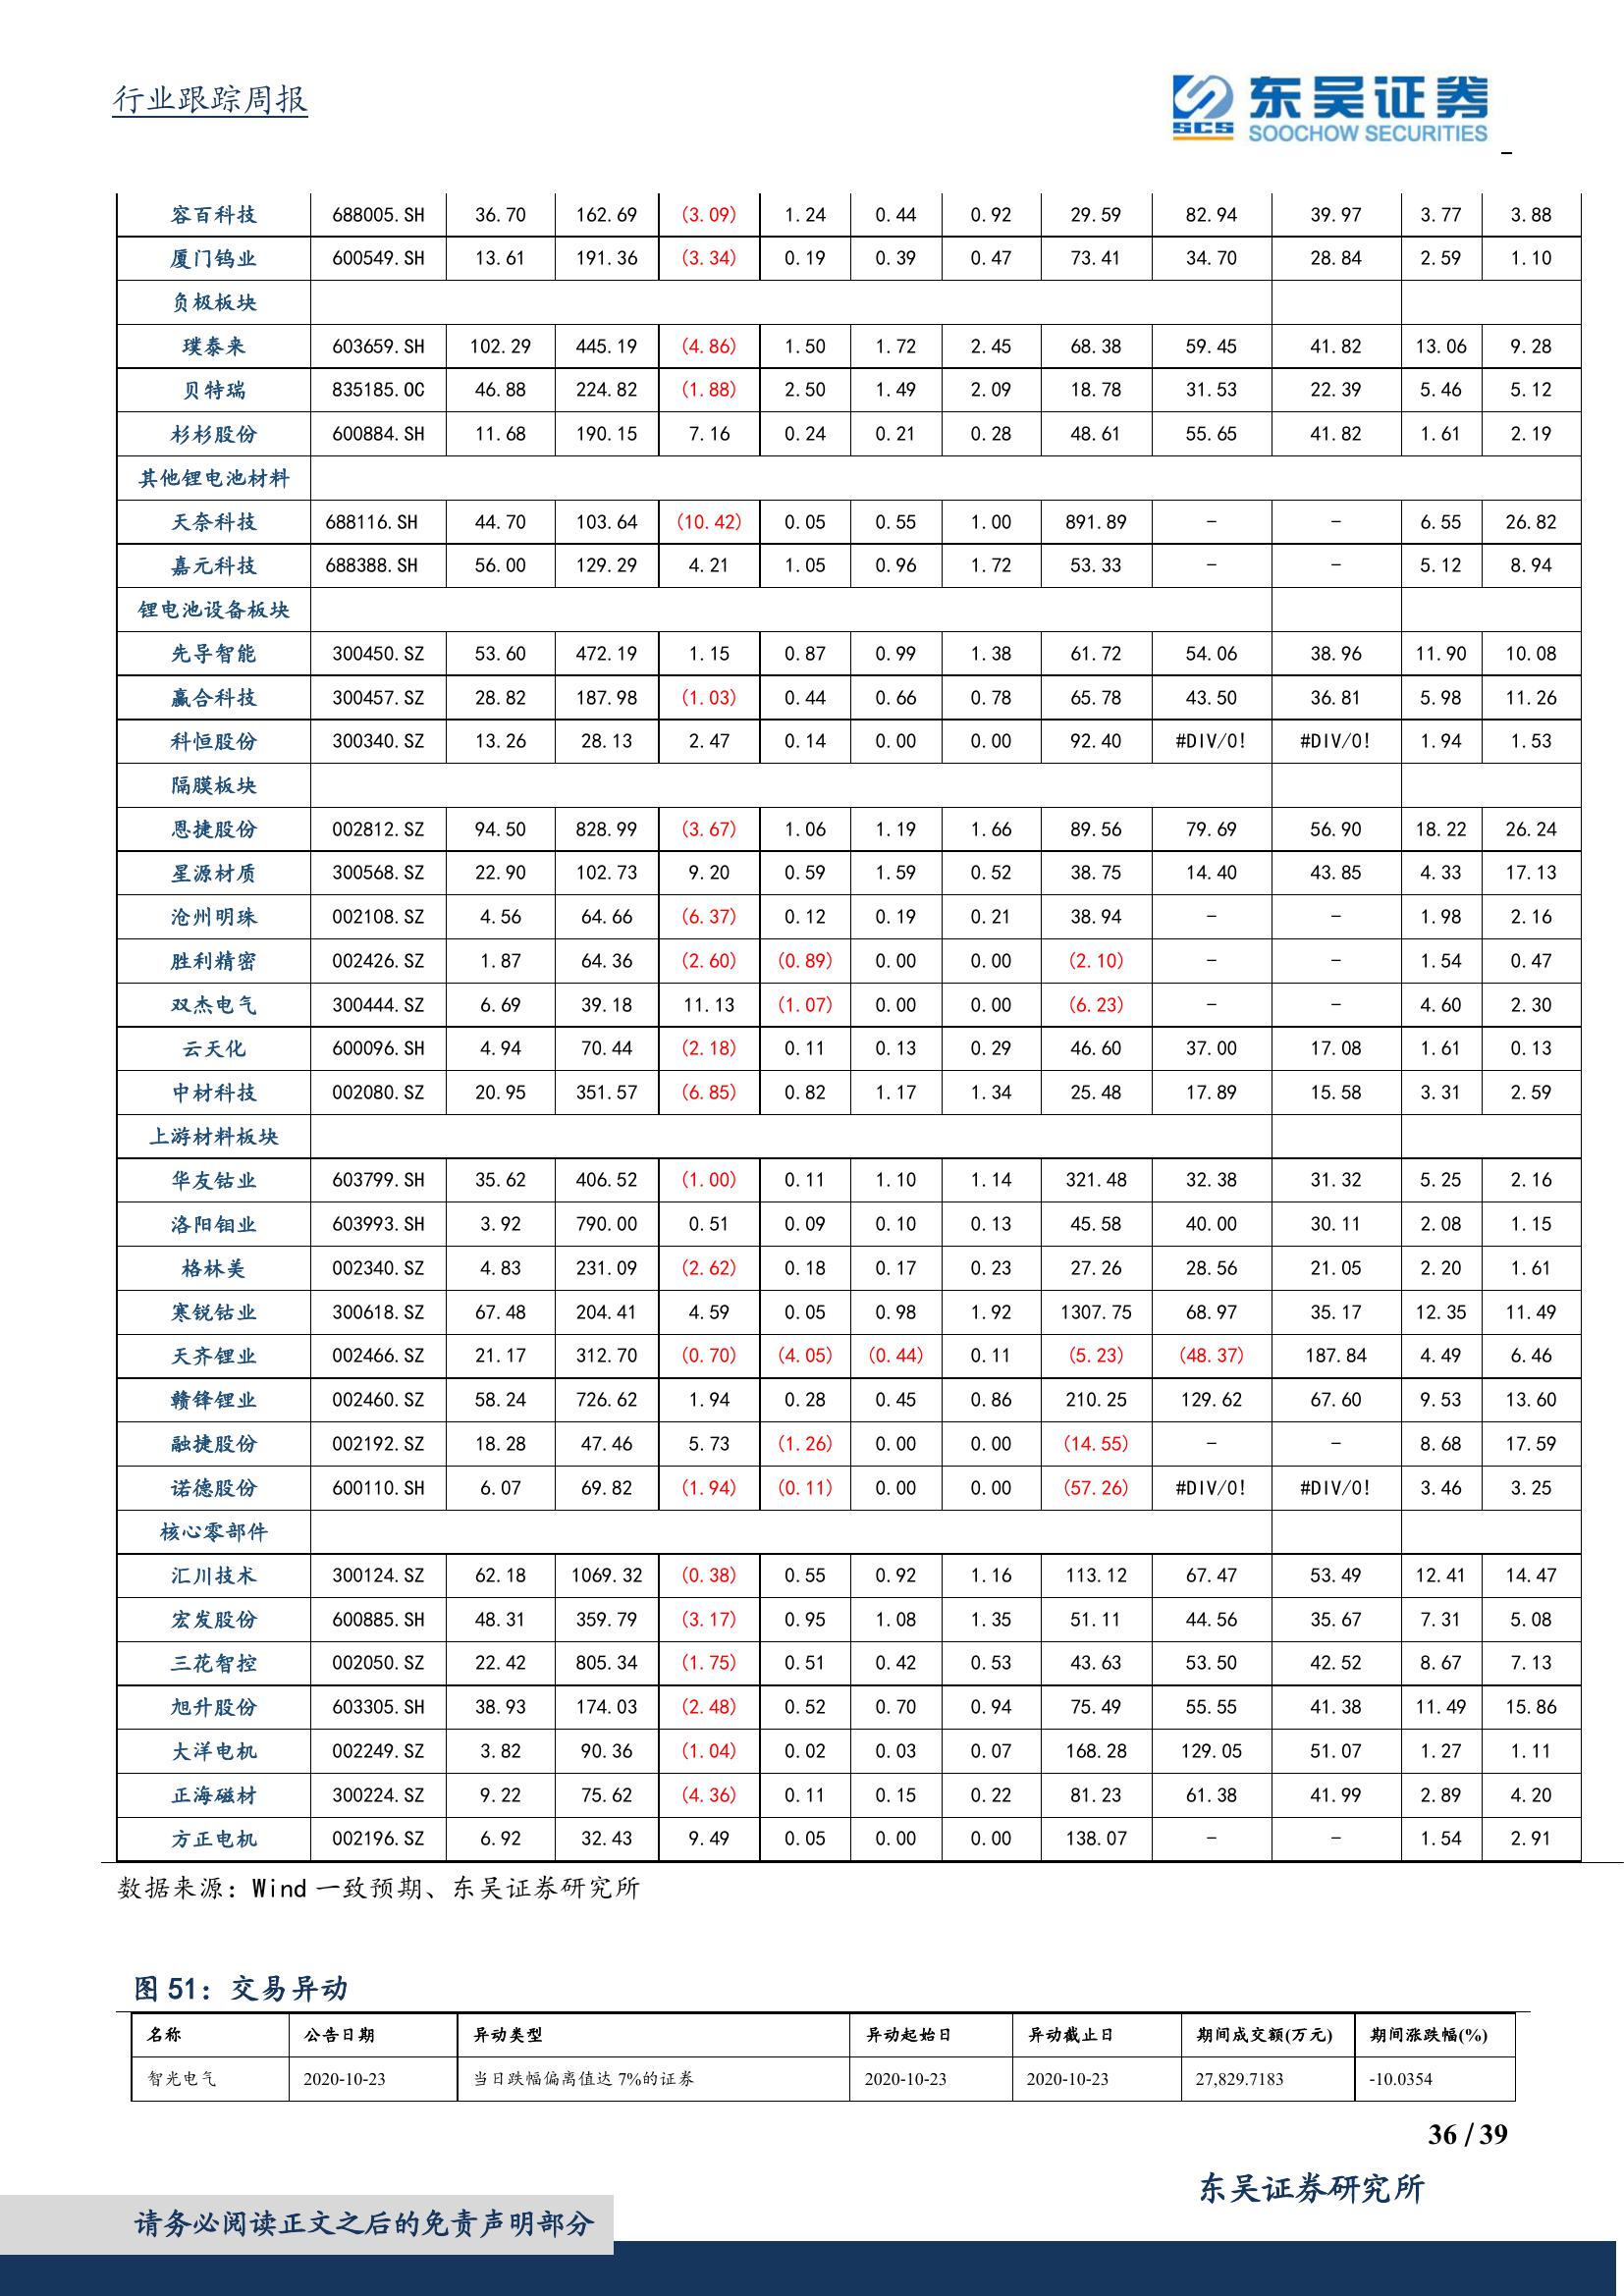 行业跟踪周报
东吴证券
SCS SOOCHOW SECURITIES
容百科技 688005.SH 36.70 162.69 (3.09) 1.24 0.44 0.92 29.59 82.94 39.97 3.77 3.88
厦门钨业 600549.SH 13.61 191.36 (3.34) 0.19 0.39 0.47 73.41 34.70 28.84 2.59 1.10
负极板块
璞泰来 603659.SH 102.29 445.19 (4.86) 1.50 1.72 2.45 68.38 59.45 41.82 13.06 9.28
贝特瑞 835185.OC 46.88 224.82 (1.88) 2.50 1.49 2.09 18.78 31.53 22.39 5.46 5.12
杉杉股份 600884.SH 11.68 190.15 7.16 0.24 0.21 0.28 48.61 55.65 41.82 1.61 2.19
其他锂电池材料
天奈科技 688116.SH 44.70 103.64 (10.42) 0.05 0.55 1.00 891.89 - - 6.55 26.82
嘉元科技 688388.SH 56.00 129.29 4.21 1.05 0.96 1.72 53.33 - - 5.12 8.94
锂电池设备板块
先导智能 300450.SZ 53.60 472.19 1.15 0.87 0.99 1.38 61.72 54.06 38.96 11.90 10.08
赢合科技 300457.SZ 28.82 187.98 (1.03) 0.44 0.66 0.78 65.78 43.50 36.81 5.98 11.26
科恒股份 300340.SZ 13.26 28.13 2.47 0.14 0.00 0.00 92.40 #DIV/0! #DIV/0! 1.94 1.53
隔膜板块
恩捷股份 002812.SZ 94.50 828.99 (3.67) 1.06 1.19 1.66 89.56 79.69 56.90 18.22 26.24
星源材质 300568.SZ 22.90 102.73 9.20 0.59 1.59 0.52 38.75 14.40 43.85 4.33 17.13
沧州明珠 002108.SZ 4.56 64.66 (6.37) 0.12 0.19 0.21 38.94 - - 1.98 2.16
胜利精密 002426.SZ 1.87 64.36 (2.60) (0.89) 0.00 0.00 (2.10) - - 1.54 0.47
双杰电气 300444.SZ 6.69 39.18 11.13 (1.07) 0.00 0.00 (6.23) - - 4.60 2.30
云天化 600096.SH 4.94 70.44 (2.18) 0.11 0.13 0.29 46.60 37.00 17.08 1.61 0.13
中材科技 002080.SZ 20.95 351.57 (6.85) 0.82 1.17 1.34 25.48 17.89 15.58 3.31 2.59
上游材料板块
华友钴业 603799.SH 35.62 406.52 (1.00) 0.11 1.10 1.14 321.48 32.38 31.32 5.25 2.16
洛阳钼业 603993.SH 3.92 790.00 0.51 0.09 0.10 0.13 45.58 40.00 30.11 2.08 1.15
格林美 002340.SZ 4.83 231.09 (2.62) 0.18 0.17 0.23 27.26 28.56 21.05 2.20 1.61
寒锐钴业 300618.SZ 67.48 204.41 4.59 0.05 0.98 1.92 1307.75 68.97 35.17 12.35 11.49
天齐锂业 002466.SZ 21.17 312.70 (0.70) (4.05) (0.44) 0.11 (5.23) (48.37) 187.84 4.49 6.46
赣锋锂业 002460.SZ 58.24 726.62 1.94 0.28 0.45 0.86 210.25 129.62 67.60 9.53 13.60
融捷股份 002192.SZ 18.28 47.46 5.73 (1.26) 0.00 0.00 (14.55) - - 8.68 17.59
诺德股份 600110.SH 6.07 69.82 (1.94) (0.11) 0.00 0.00 (57.26) #DIV/0! #DIV/0! 3.46 3.25
核心零部件
汇川技术 300124.SZ 62.18 1069.32 (0.38) 0.55 0.92 1.16 113.12 67.47 53.49 12.41 14.47
宏发股份 600885.SH 48.31 359.79 (3.17) 0.95 1.08 1.35 51.11 44.56 35.67 7.31 5.08
三花智控 002050.SZ 22.42 805.34 (1.75) 0.51 0.42 0.53 43.63 53.50 42.52 8.67 7.13
旭升股份 603305.SH 38.93 174.03 (2.48) 0.52 0.70 0.94 75.49 55.55 41.38 11.49 15.86
大洋电机 002249.SZ 3.82 90.36 (1.04) 0.02 0.03 0.07 168.28 129.05 51.07 1.27 1.11
正海磁材 300224.SZ 9.22 75.62 (4.36) 0.11 0.15 0.22 81.23 61.38 41.99 2.89 4.20
方正电机 002196.SZ 6.92 32.43 9.49 0.05 0.00 0.00 138.07 - - 1.54 2.91
数据来源：Wind 一致预期、东吴证券研究所
图 51：交易异动
名称 公告日期 异动类型 异动起始日 异动截止日 期间成交额(万元) 期间涨跌幅(%)
智光电气 2020-10-23 当日跌幅偏离值达 7%的证券 2020-10-23 2020-10-23 27,829.7183 -10.0354
36 / 39
东吴证券研究所
请务必阅读正文之后的免责声明部分